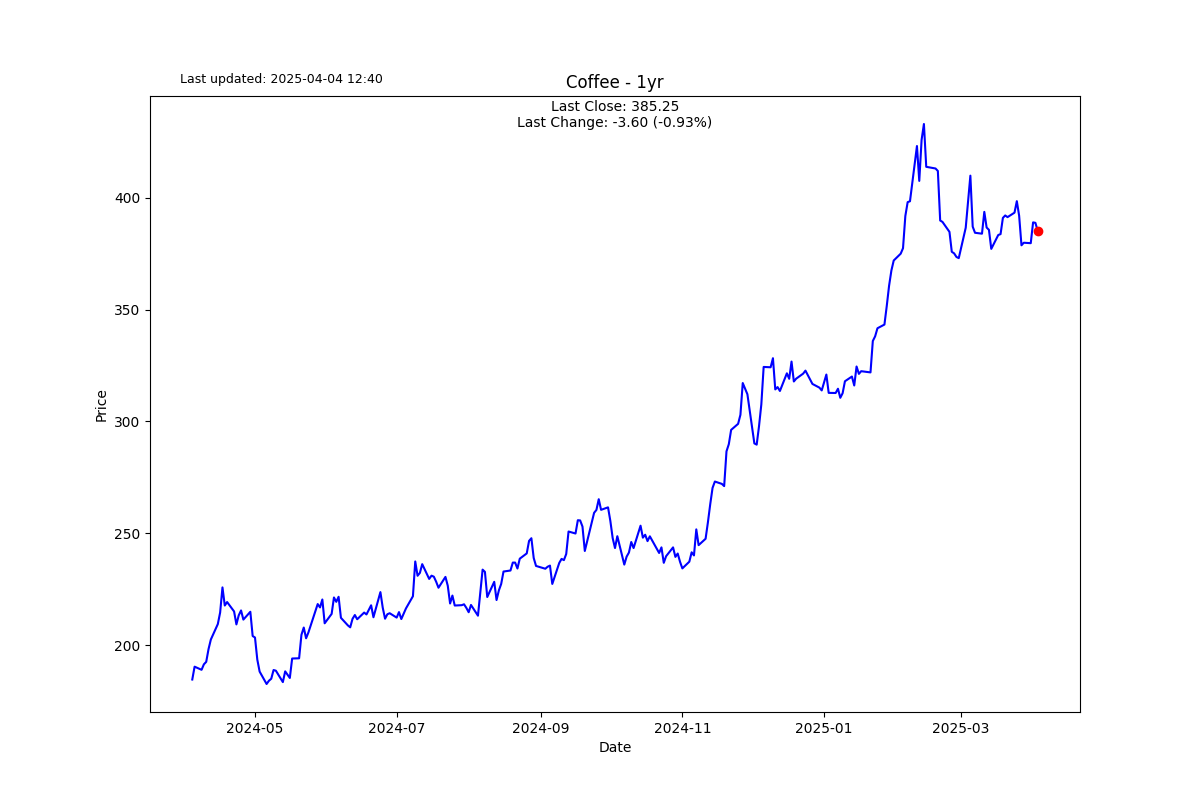 Last updated: 2025-04-04 12:40
Coffee - 1yr
Last Close: 385.25
Last Change: -3.60 (-0.93%)
400
350
300
250
200
Price
2024-05
2024-07
2024-09
2024-11
2025-01
2025-03
Date